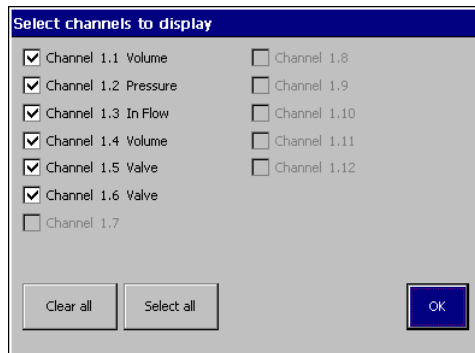 Select channels to display
Channel 1.1 Volume
Channel 1.2 Pressure
Channel 1.3 In Flow
Channel 1.4 Volume
Channel 1.5 Valve
Channel 1.6 Valve
Channel 1.7
Channel 1.8
Channel 1.9
Channel 1.10
Channel 1.11
Channel 1.12
Clear all
Select all
OK